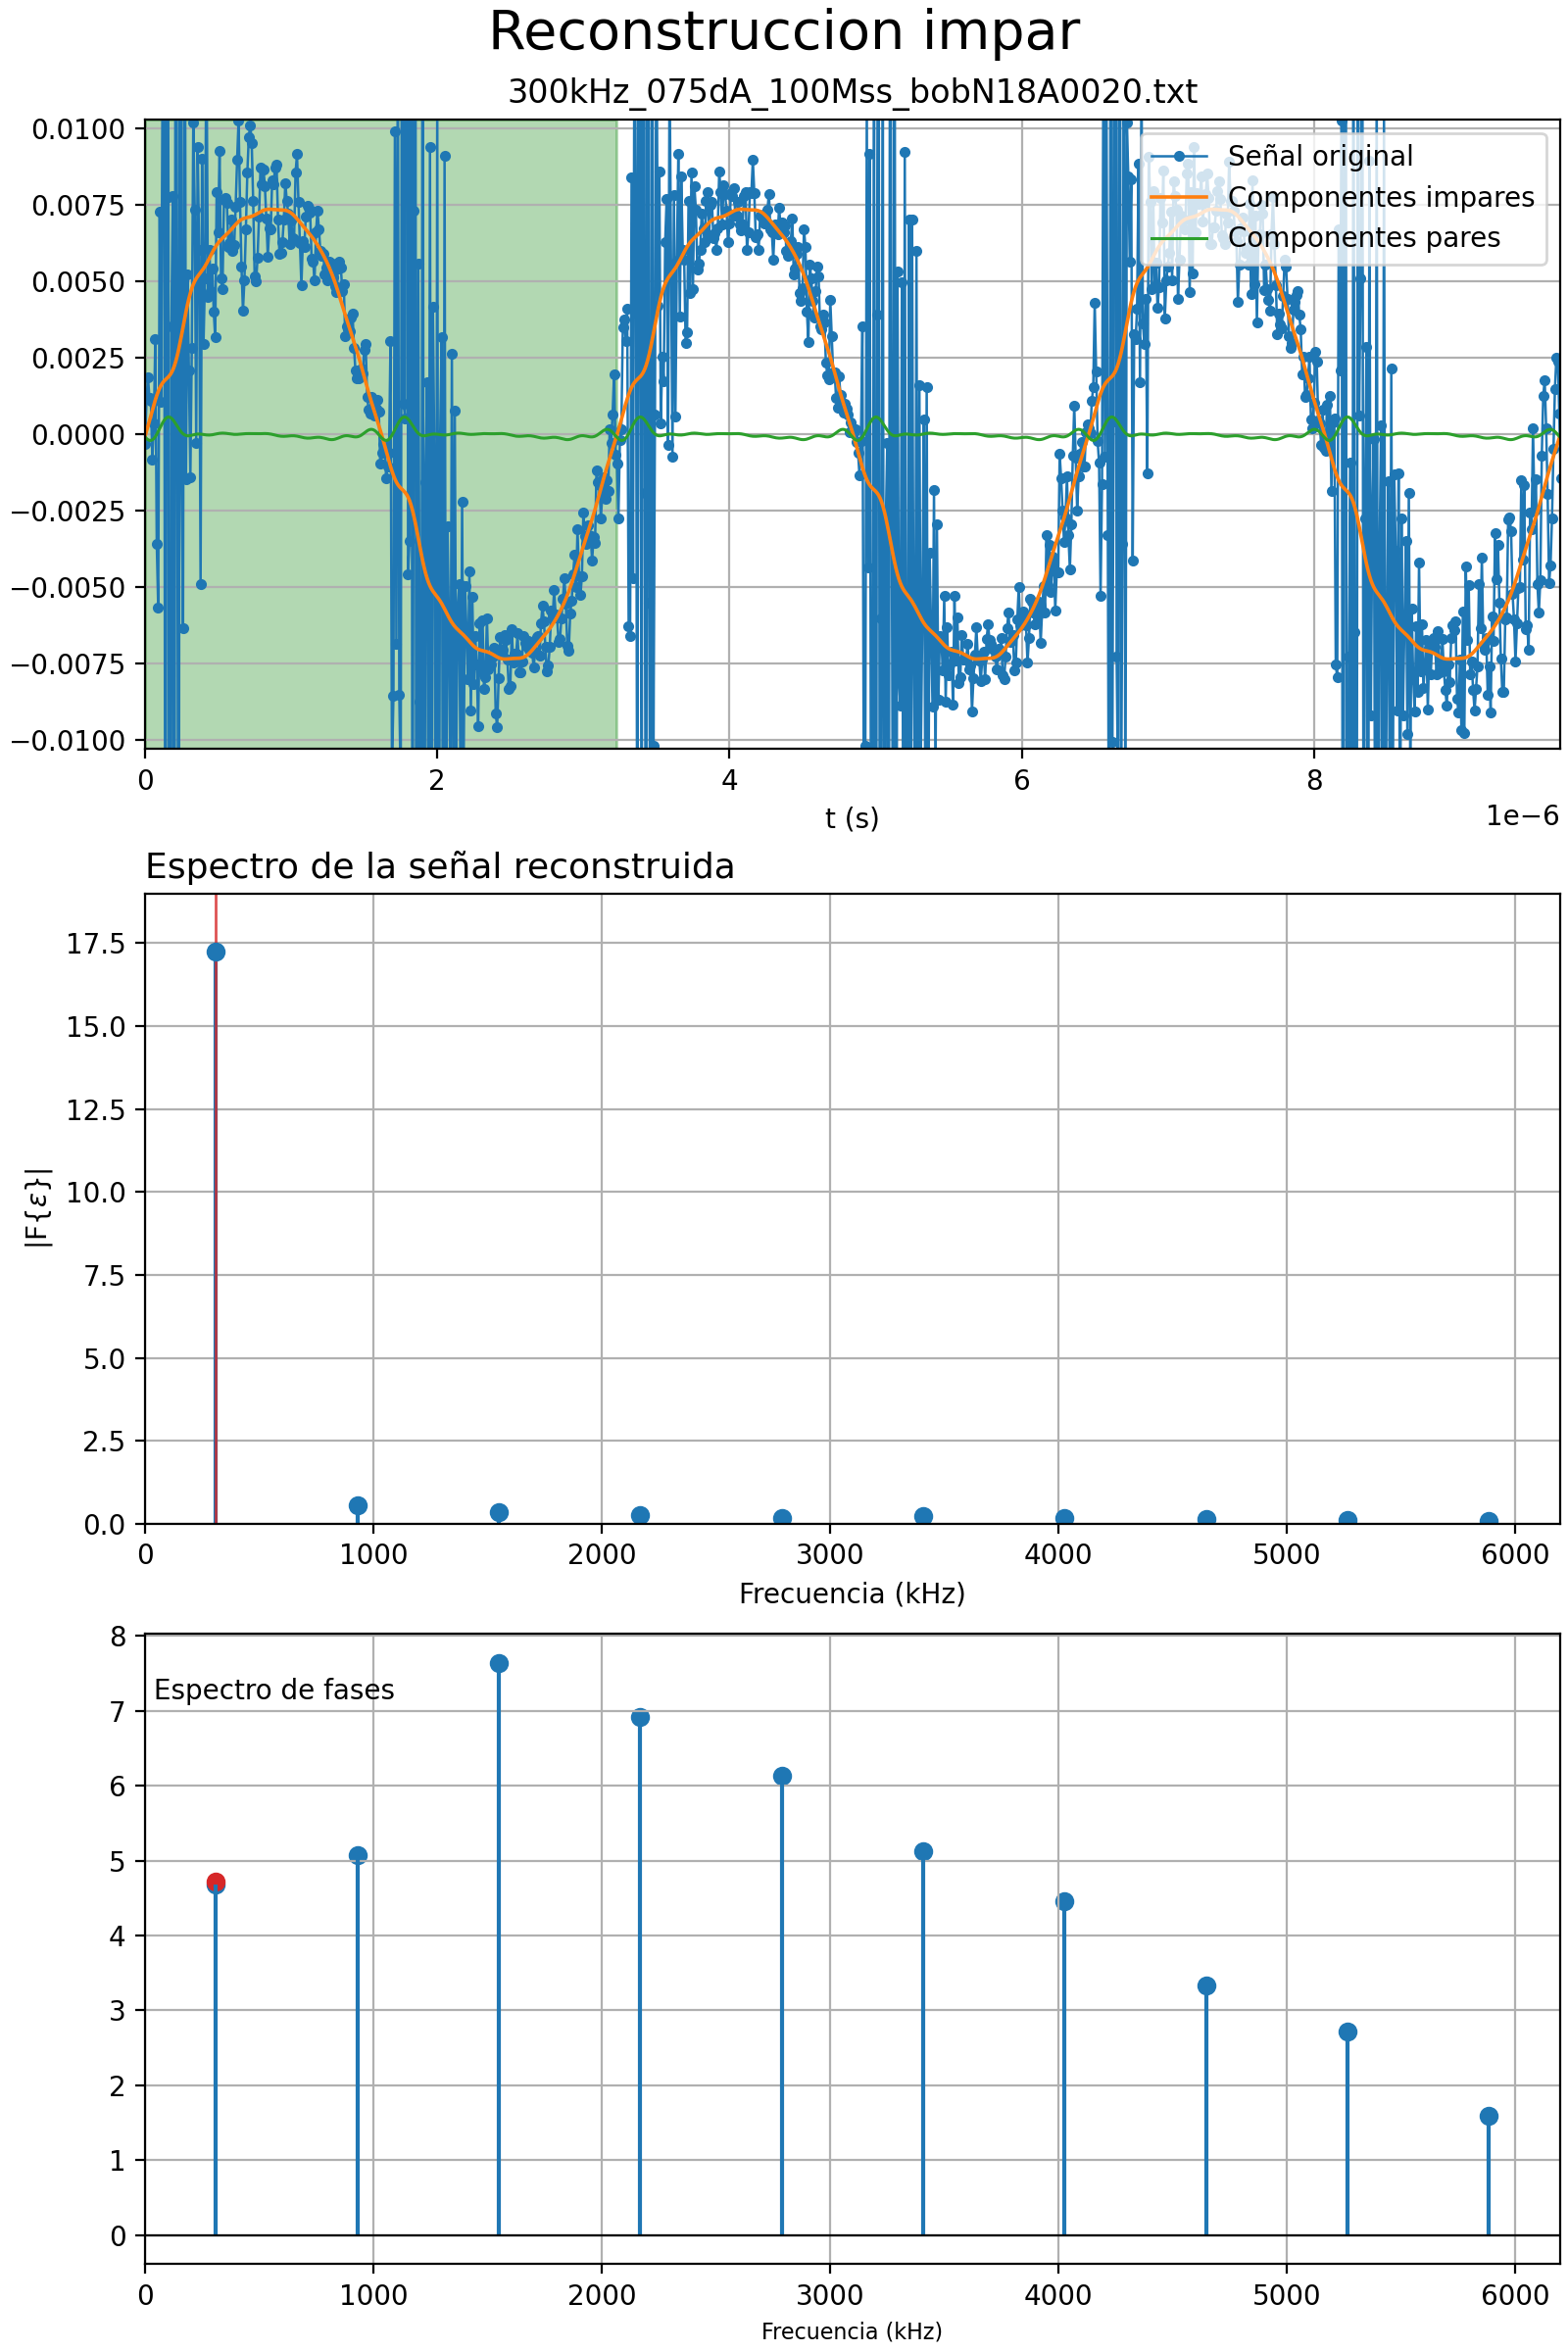 Reconstruccion impar
300kHz_075dA_100Mss_bobN18A0020.txt
0.0100
0.0075
0.0050
0.0025
0.0000
−0.0025
−0.0050
−0.0075
−0.0100
Señal original
Componentes impares
Componentes pares
0 2 4 6 8
t (s)
1e−6
Espectro de la señal reconstruida
17.5
15.0
12.5
10.0
7.5
5.0
2.5
0.0
|F{ε}|
0 1000 2000 3000 4000 5000 6000
Frecuencia (kHz)
8
7
6
5
4
3
2
1
0
Espectro de fases
0 1000 2000 3000 4000 5000 6000
Frecuencia (kHz)